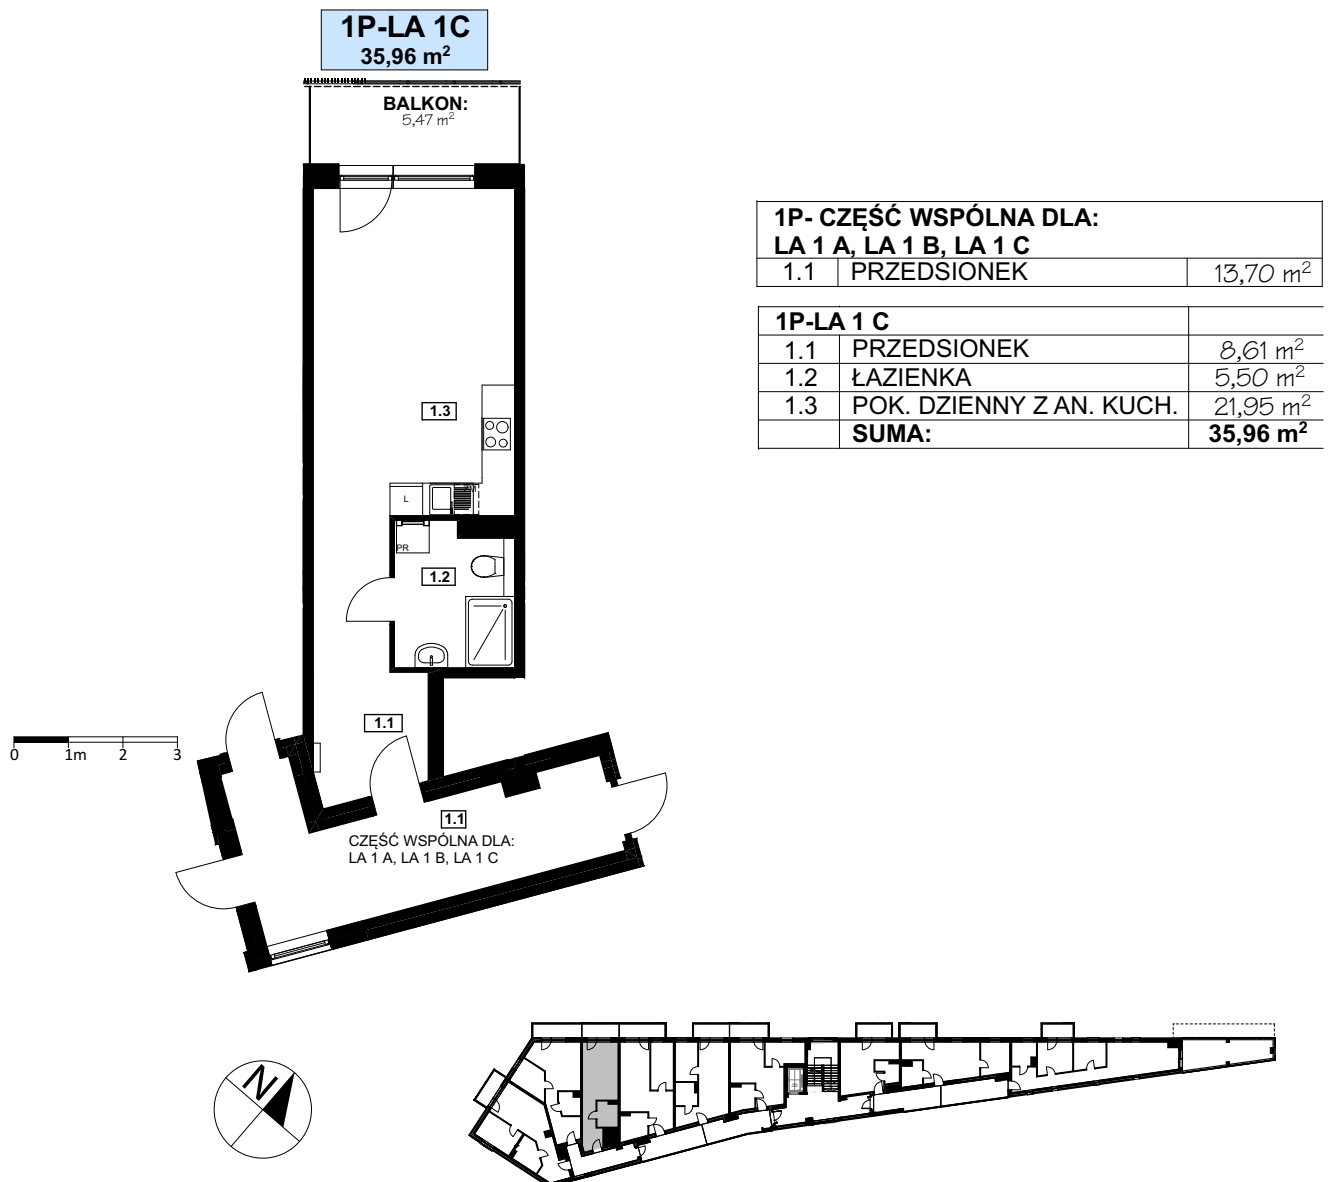 1P-LA 1C
35,96 m²
BALKON:
5,47 m²
1P- CZĘŚĆ WSPÓLNA DLA:
LA 1 A, LA 1 B, LA 1 C
1.1 PRZEDSIONEK 13,70 m²
1P-LA 1 C
1.1 PRZEDSIONEK 8,61 m²
1.2 ŁAZIENKA 5,50 m²
1.3 POK. DZIENNY Z AN. KUCH. 21,95 m²
SUMA: 35,96 m²
1.3
L
PR
1.2
1.1
0 1m 2 3
1.1
CZĘŚĆ WSPÓLNA DLA:
LA 1 A, LA 1 B, LA 1 C
N